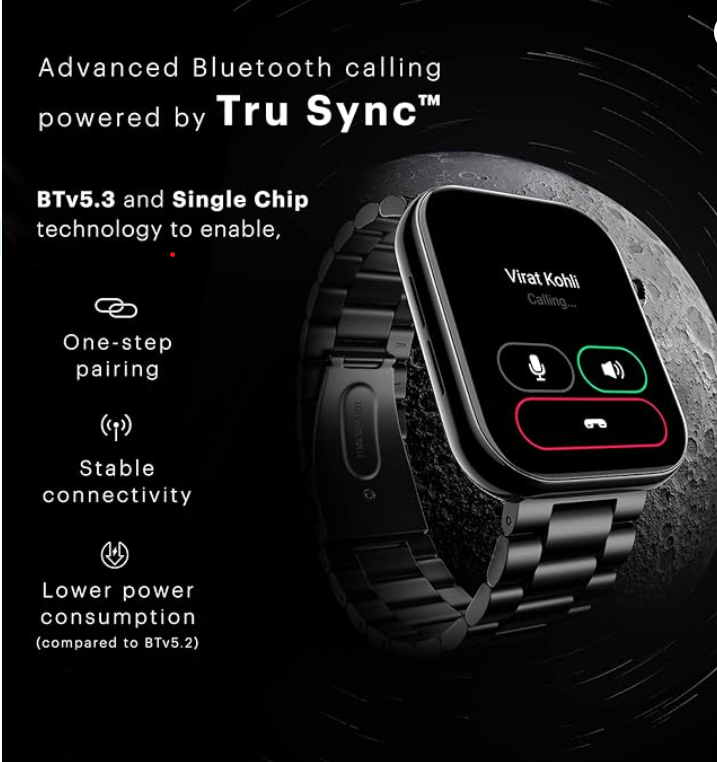 Advanced Bluetooth calling
powered by Tru Sync™
BTv5.3 and Single Chip
technology to enable,
One-step
pairing
Stable
connectivity
Lower power
consumption
(compared to BTv5.2)
Virat Kohli
Calling...